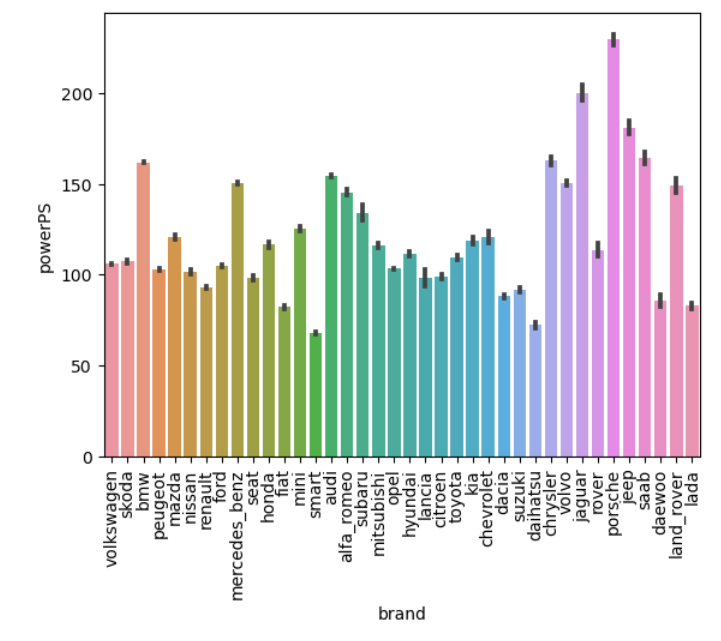 powerPS
200
150
100
50
0
volkswagen
skoda
bmw
peugeot
mazda
nissan
renault
ford
mercedes_benz
seat
honda
fiat
mini
smart
audi
alfa_romeo
subaru
mitsubishi
opel
hyundai
lancia
citroen
toyota
kia
chevrolet
dacia
suzuki
daihatsu
chrysler
volvo
jaguar
rover
porsche
jeep
saab
daewoo
land_rover
lada
brand